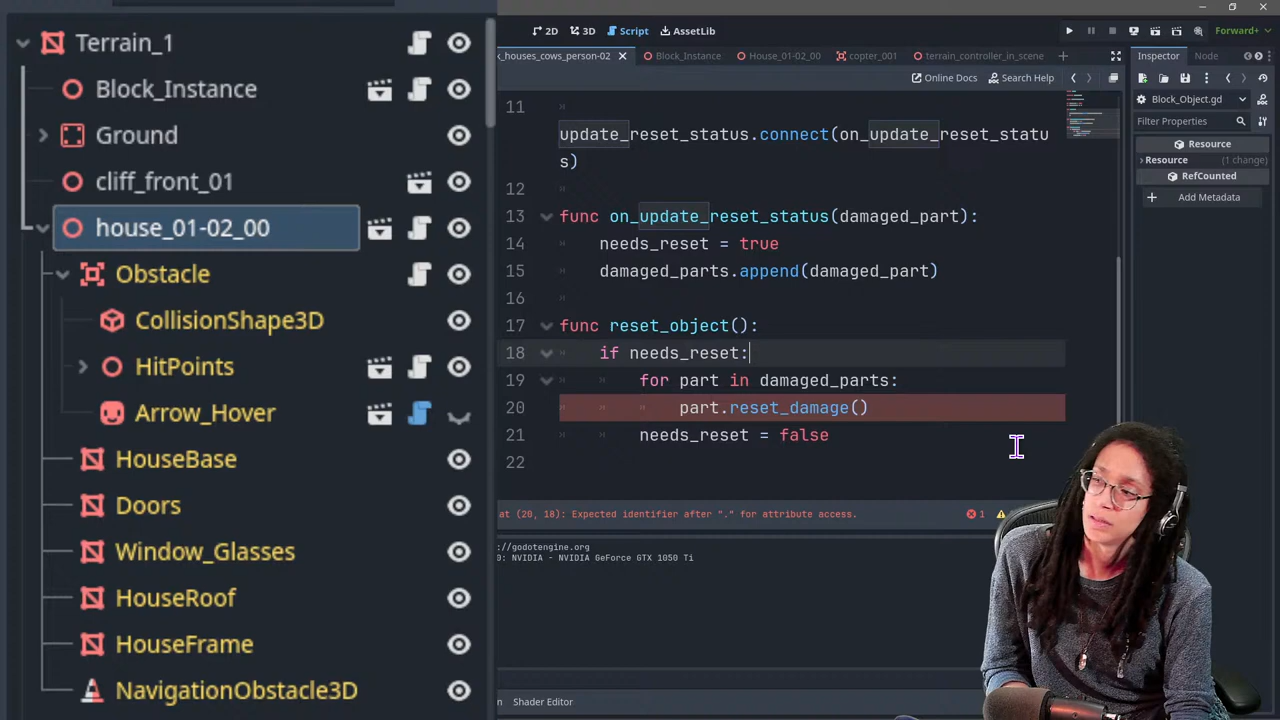 Terrain_1
Block_Instance
Ground
cliff_front_01
house_01-02_00
Obstacle
CollisionShape3D
HitPoints
Arrow_Hover
HouseBase
Doors
Window_Glasses
HouseRoof
HouseFrame
NavigationObstacle3D
2D 3D Script AssetLib
Forward+
k_houses_cows_person-02 Block_Instance House_01-02_00 copter_001 terrain_controller_in_scene
Online Docs Search Help
11
update_reset_status.connect(on_update_reset_statu
s)
12
13 func on_update_reset_status(damaged_part):
14 needs_reset = true
15 damaged_parts.append(damaged_part)
16
17 func reset_object():
18 if needs_reset:
19 for part in damaged_parts:
20 part.reset_damage()
21 needs_reset = false
22
at (20, 18): Expected identifier after "." for attribute access.
1
://godotengine.org
0: NVIDIA - NVIDIA GeForce GTX 1050 Ti
Shader Editor
Inspector Node
Block_Object.gd
Filter Properties
Resource
Resource (1 change)
RefCounted
Add Metadata